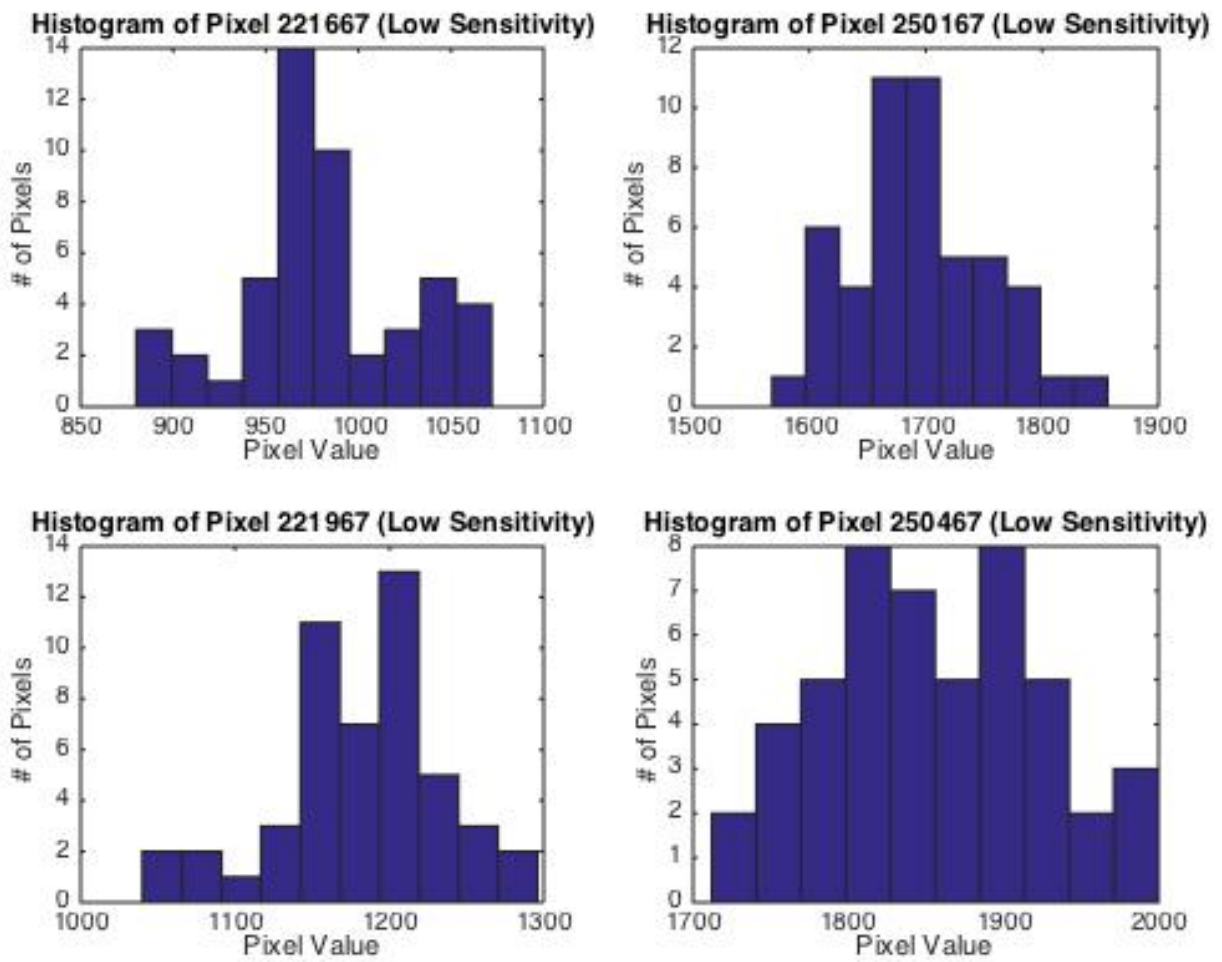 Histogram of Pixel 221667 (Low Sensitivity)
14
12
10
8
6
4
2
0
# of Pixels
850 900 950 1000 1050 1100
Pixel Value
Histogram of Pixel 250167 (Low Sensitivity)
12
10
8
6
4
2
0
# of Pixels
1500 1600 1700 1800 1900
Pixel Value
Histogram of Pixel 221967 (Low Sensitivity)
14
12
10
8
6
4
2
0
# of Pixels
1000 1100 1200 1300
Pixel Value
Histogram of Pixel 250467 (Low Sensitivity)
8
7
6
5
4
3
2
1
0
# of Pixels
1700 1800 1900 2000
Pixel Value